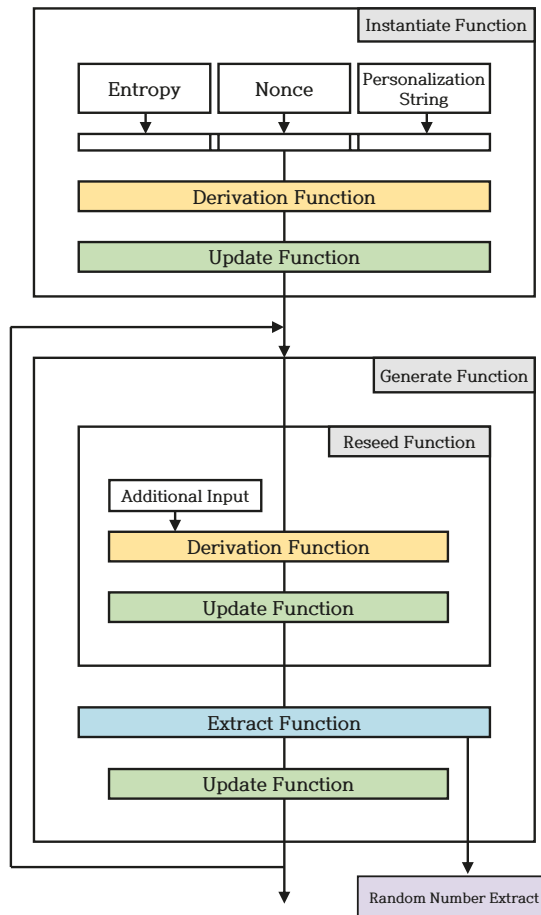 Instantiate Function
Entropy
Nonce
Personalization
String
Derivation Function
Update Function
Generate Function
Reseed Function
Additional Input
Derivation Function
Update Function
Extract Function
Update Function
Random Number Extract